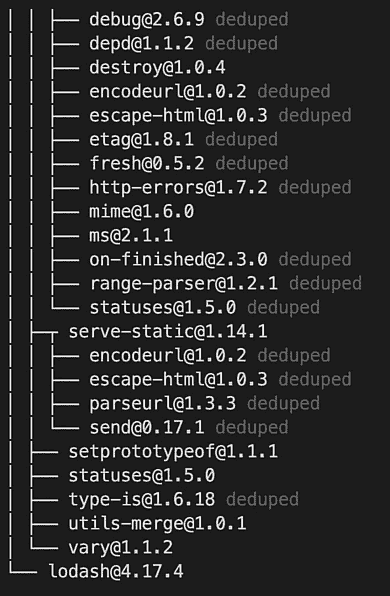 │ │ ├── debug@2.6.9 deduped
│ │ ├── depd@1.1.2 deduped
│ │ ├── destroy@1.0.4
│ │ ├── encodeurl@1.0.2 deduped
│ │ ├── escape-html@1.0.3 deduped
│ │ ├── etag@1.8.1 deduped
│ │ ├── fresh@0.5.2 deduped
│ │ ├── http-errors@1.7.2 deduped
│ │ ├── mime@1.6.0
│ │ ├── ms@2.1.1
│ │ ├── on-finished@2.3.0 deduped
│ │ ├── range-parser@1.2.1 deduped
│ │ └── statuses@1.5.0 deduped
│ ├─┬ serve-static@1.14.1
│ │ ├── encodeurl@1.0.2 deduped
│ │ ├── escape-html@1.0.3 deduped
│ │ ├── parseurl@1.3.3 deduped
│ │ └── send@0.17.1 deduped
│ ├── setprototypeof@1.1.1
│ ├── statuses@1.5.0
│ ├── type-is@1.6.18 deduped
│ ├── utils-merge@1.0.1
│ └── vary@1.1.2
└── lodash@4.17.4